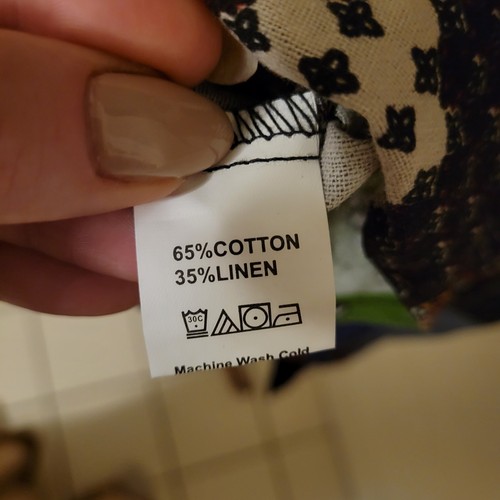 65%COTTON
35%LINEN
30C
Machine Wash Cold